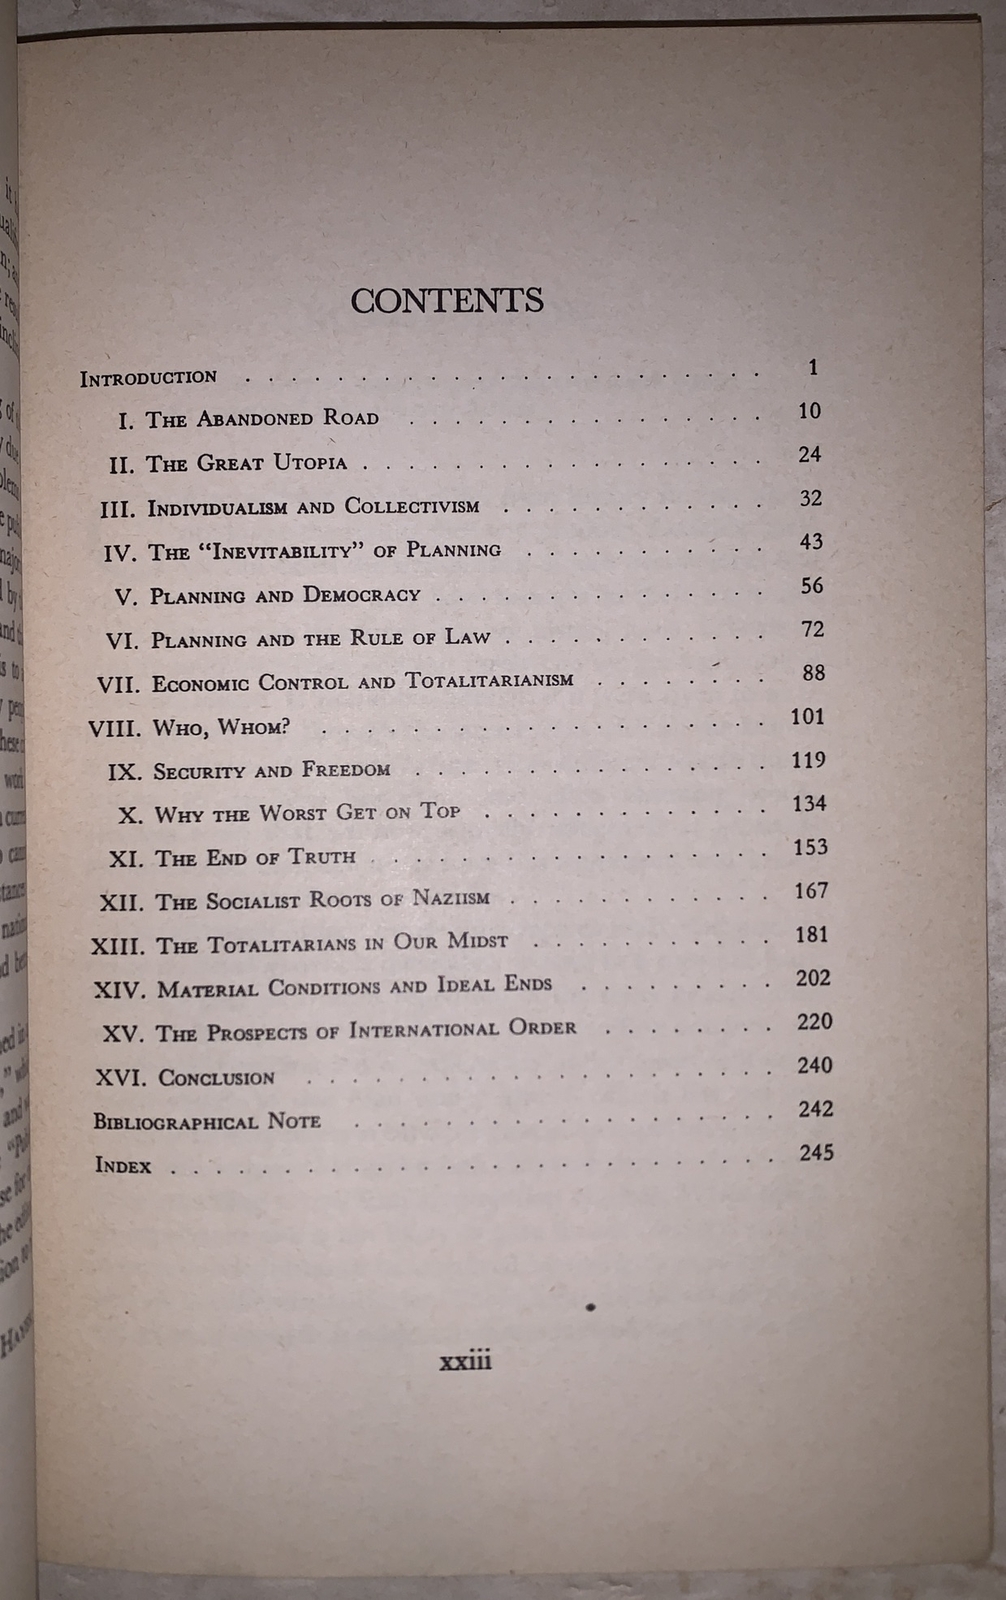 CONTENTS
INTRODUCTION . . . . . . . . . . . . . . . . . . . . . . . 1
I. THE ABANDONED ROAD . . . . . . . . . . . . . . . . 10
II. THE GREAT UTOPIA . . . . . . . . . . . . . . . . . . 24
III. INDIVIDUALISM AND COLLECTIVISM . . . . . . . . . . . . 32
IV. THE “INEVITABILITY” OF PLANNING . . . . . . . . . . . 43
V. PLANNING AND DEMOCRACY . . . . . . . . . . . . . . . 56
VI. PLANNING AND THE RULE OF LAW . . . . . . . . . . . . 72
VII. ECONOMIC CONTROL AND TOTALITARIANISM . . . . . . . . 88
VIII. WHO, WHOM? . . . . . . . . . . . . . . . . . . . . 101
IX. SECURITY AND FREEDOM . . . . . . . . . . . . . . . . 119
X. WHY THE WORST GET ON TOP . . . . . . . . . . . . . 134
XI. THE END OF TRUTH . . . . . . . . . . . . . . . . . . 153
XII. THE SOCIALIST ROOTS OF NAZIISM . . . . . . . . . . . . 167
XIII. THE TOTALITARIANS IN OUR MIDST . . . . . . . . . . . 181
XIV. MATERIAL CONDITIONS AND IDEAL ENDS . . . . . . . . . 202
XV. THE PROSPECTS OF INTERNATIONAL ORDER . . . . . . . . 220
XVI. CONCLUSION . . . . . . . . . . . . . . . . . . . . . 240
BIBLIOGRAPHICAL NOTE . . . . . . . . . . . . . . . . . . . 242
INDEX . . . . . . . . . . . . . . . . . . . . . . . . . . . 245
xxiii